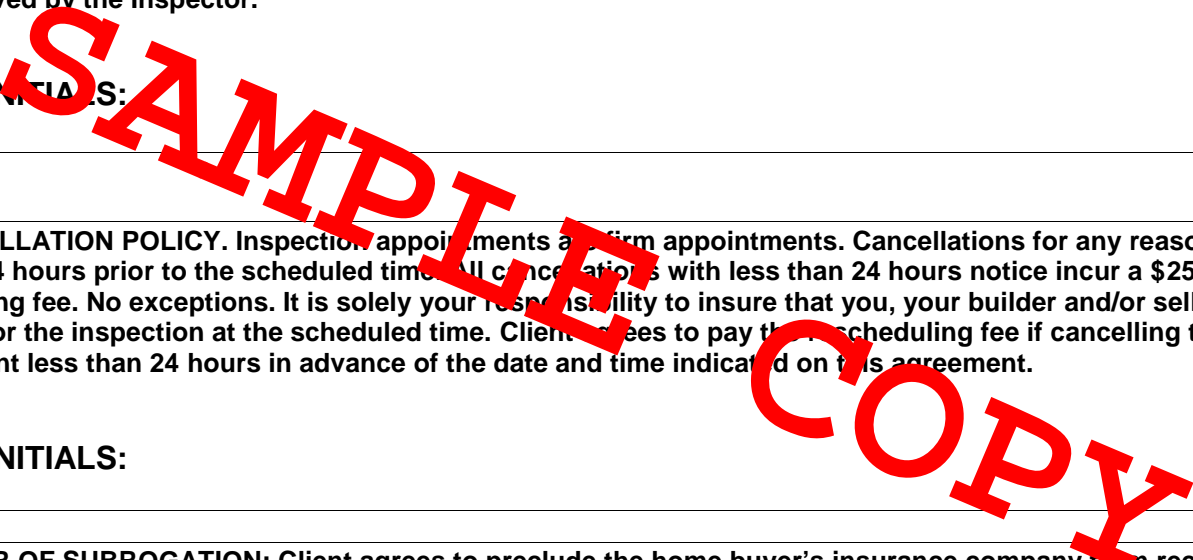 ved by the inspector.
NITIALS:
SAMPLE COPY
LLATION POLICY. Inspection appointments are firm appointments. Cancellations for any reaso
4 hours prior to the scheduled time. All cancellations with less than 24 hours notice incur a $25
ng fee. No exceptions. It is solely your responsibility to insure that you, your builder and/or sell
or the inspection at the scheduled time. Client agrees to pay the rescheduling fee if cancelling t
nt less than 24 hours in advance of the date and time indicated on this agreement.
NITIALS:
R OF SUBROGATION: Client agrees to preclude the home buyer's insurance company from rec